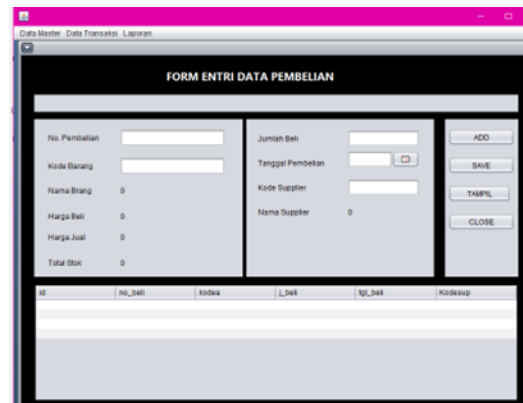 Data Master Data Transaksi Laporan
FORM ENTRI DATA PEMBELIAN
No. Pembelian
Kode Barang
Nama Brang 0
Harga Beli 0
Harga Jual 0
Total Stok 0
Jumlah Beli
Tanggal Pembelian
Kode Supplier
Nama Supplier 0
ADD
SAVE
TAMPIL
CLOSE
id no_beli kodea j_beli tgl_beli Kodesup